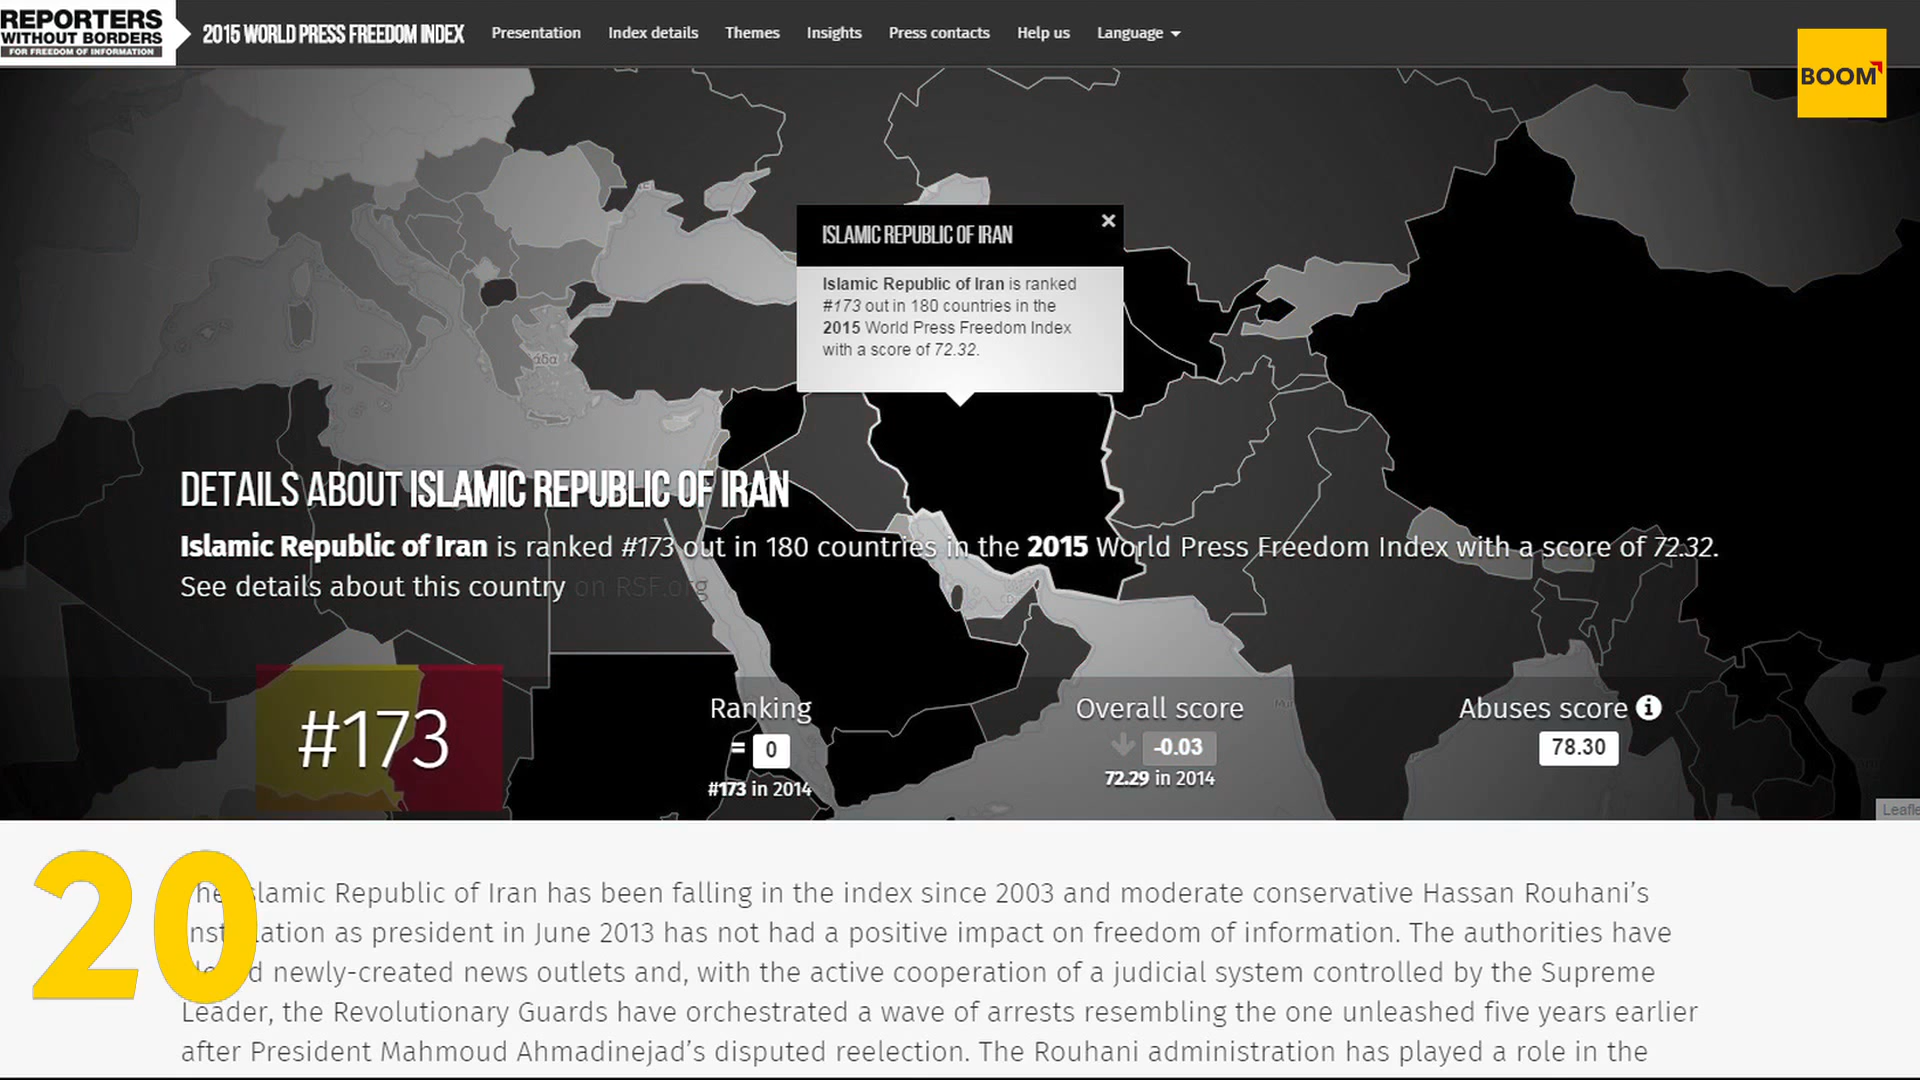 REPORTERS
WITHOUT BORDERS
FOR FREEDOM OF INFORMATION
2015 WORLD PRESS FREEDOM INDEX
Presentation
Index details
Themes
Insights
Press contacts
Help us
Language
BOOM
ISLAMIC REPUBLIC OF IRAN
×
Islamic Republic of Iran is ranked
#173 out in 180 countries in the
2015 World Press Freedom Index
with a score of 72.32.
άδα
DETAILS ABOUT ISLAMIC REPUBLIC OF IRAN
Islamic Republic of Iran is ranked #173 out in 180 countries in the 2015 World Press Freedom Index with a score of 72.32.
See details about this country on RSF.org
#173
Ranking
= 0
#173 in 2014
Overall score
-0.03
72.29 in 2014
Abuses score
78.30
20
Islamic Republic of Iran has been falling in the index since 2003 and moderate conservative Hassan Rouhani's
as president in June 2013 has not had a positive impact on freedom of information. The authorities have
newly-created news outlets and, with the active cooperation of a judicial system controlled by the Supreme
Leader, the Revolutionary Guards have orchestrated a wave of arrests resembling the one unleashed five years earlier
after President Mahmoud Ahmadinejad's disputed reelection. The Rouhani administration has played a role in the